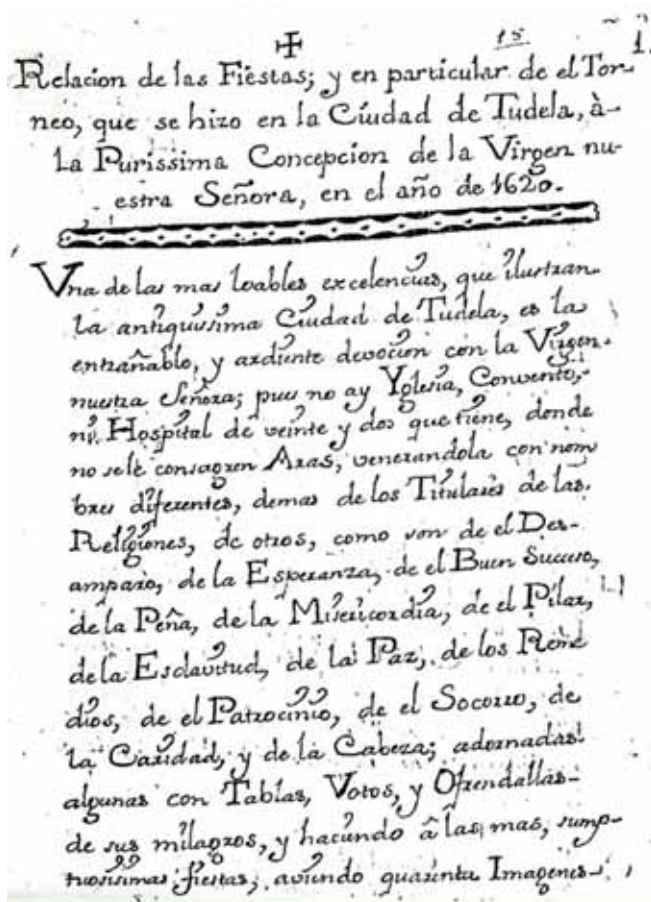 15 1.
Relacion de las Fiestas; y en particular de el Tor-
neo, que se hizo en la Ciudad de Tudela, à-
la Purissima Concepcion de la Virgen nu-
estra Señora, en el año de 1620.
Vna de las mas loables excelencias, que ilustran
la antiquissima Ciudad de Tudela, es la
entrañable, y ardiente devocion con la Virgen
nuestra Señora; pues no ay Yglesia, Convento,
ni Hospital de veinte y dos que tiene, donde
no se le consagren Aras, venerandola con nom
bres diferentes, demas de los Titulares de las
Religiones, de otros, como son de el Des-
amparo, de la Esperanza, de el Buen Sucesso,
de la Peña, de la Misericordia, de el Pilar,
de la Esclavitud, de la Paz, de los Reme
dios, de el Patrocinio, de el Socorro, de
la Caridad, y de la Cabeza; adornadas
algunas con Tablas, Votos, y Ofrendallas-
de sus milagros, y haciendo â las mas, sump-
tuosissimas fiestas; aviendo quarenta Imagenes-